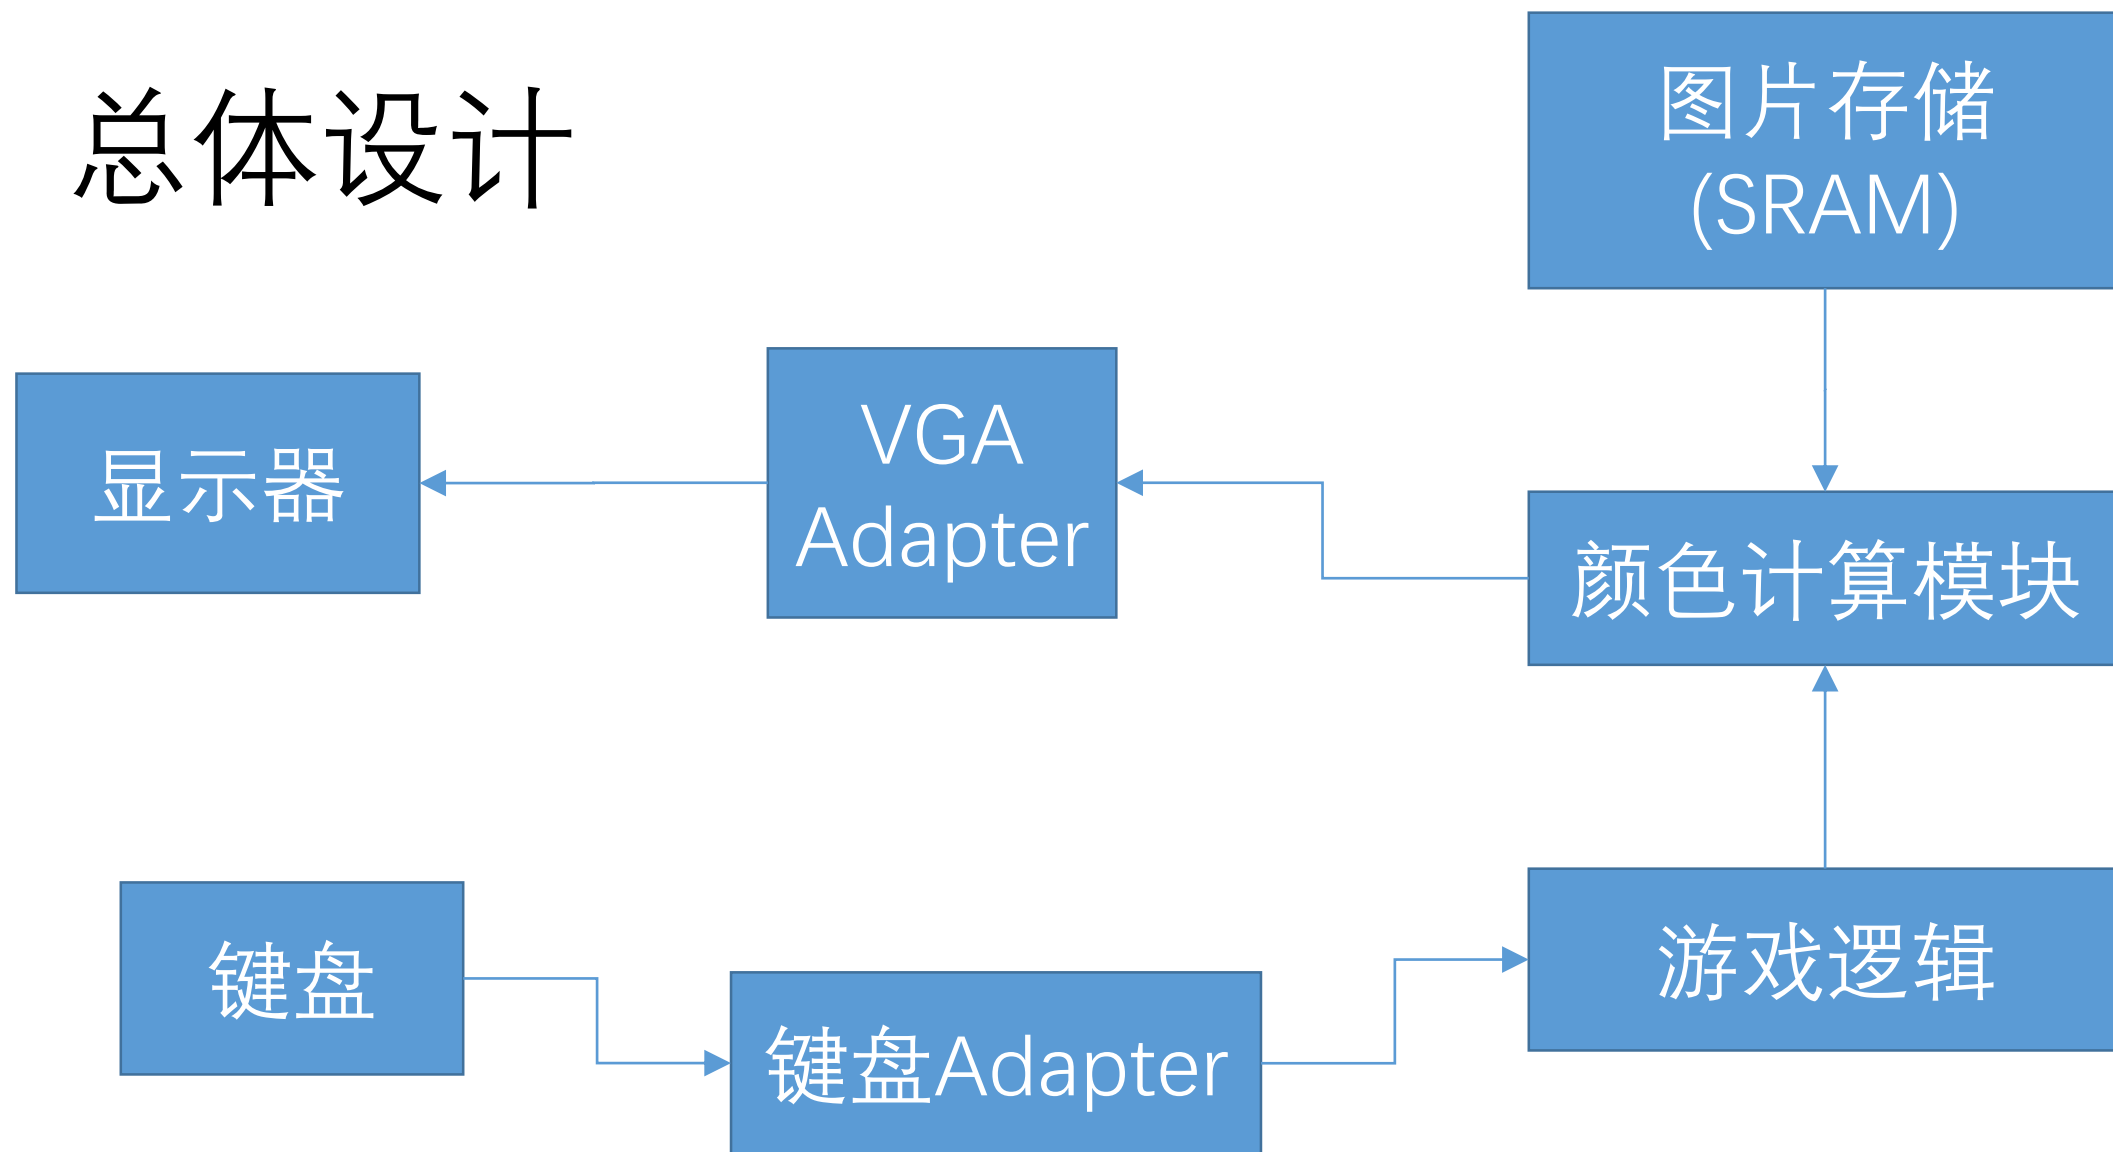 总体设计
图片存储
(SRAM)
显示器
VGA
Adapter
颜色计算模块
键盘
键盘Adapter
游戏逻辑